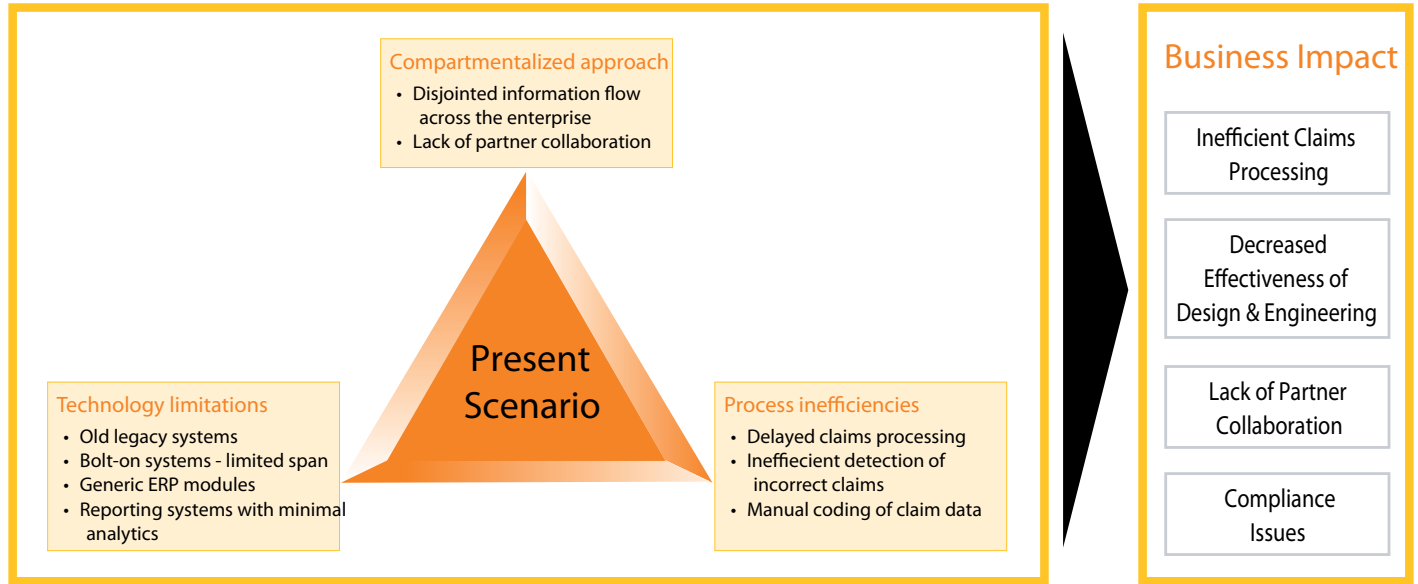 Compartmentalized approach
• Disjointed information flow
across the enterprise
• Lack of partner collaboration
Present
Scenario
Technology limitations
• Old legacy systems
• Bolt-on systems - limited span
• Generic ERP modules
• Reporting systems with minimal
analytics
Process inefficiencies
• Delayed claims processing
• Ineffiecient detection of
incorrect claims
• Manual coding of claim data
Business Impact
Inefficient Claims
Processing
Decreased
Effectiveness of
Design & Engineering
Lack of Partner
Collaboration
Compliance
Issues